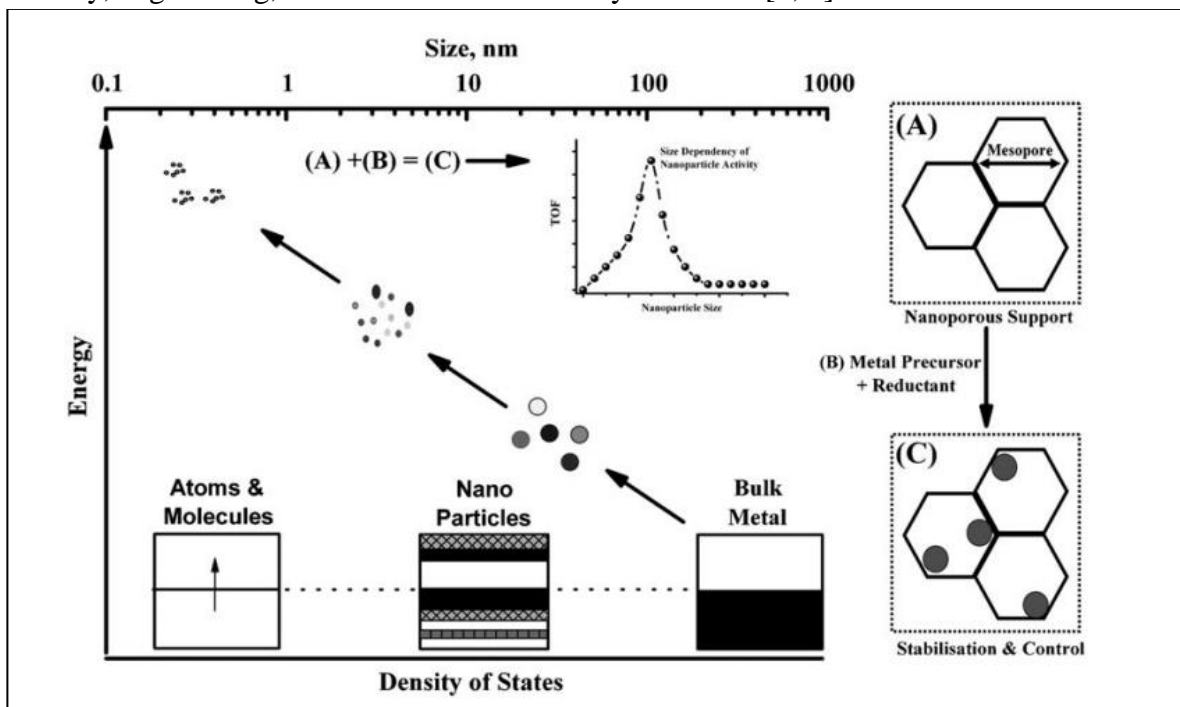 Size, nm
0.1 1 10 100 1000
(A) +(B) = (C)
Size Dependency of
Nanoparticle Activity
TOF
Nanoparticle Size
(A)
Mesopore
Nanoporous Support
(B) Metal Precursor
+ Reductant
(C)
Stabilisation & Control
Energy
Atoms &
Molecules
Nano
Particles
Bulk
Metal
Density of States